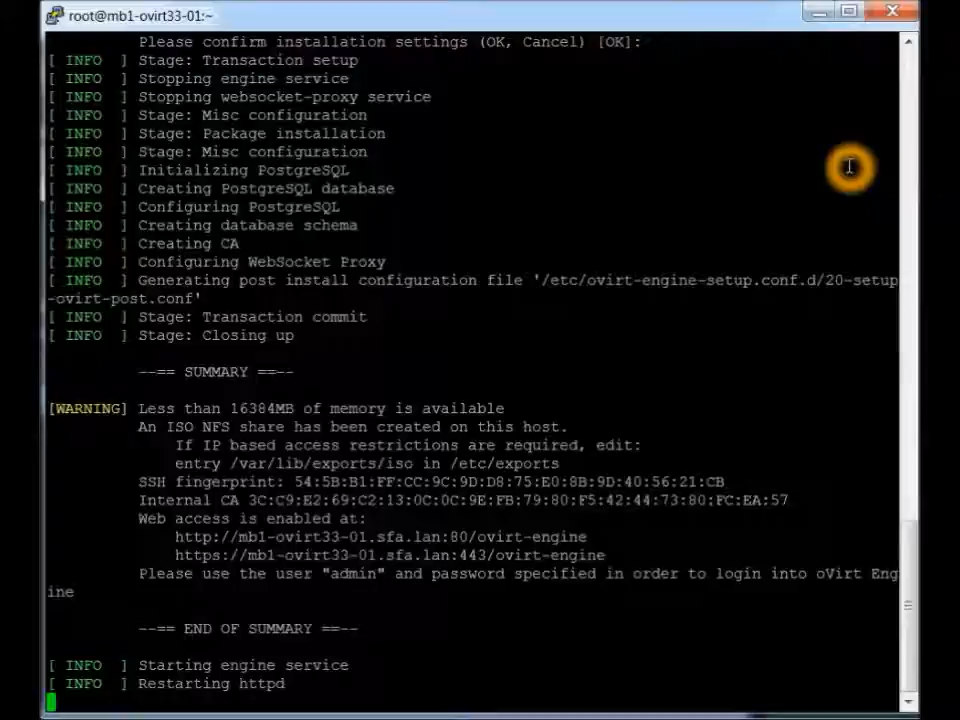 root@mb1-ovirt33-01:~
Please confirm installation settings (OK, Cancel) [OK]:
[ INFO  ] Stage: Transaction setup
[ INFO  ] Stopping engine service
[ INFO  ] Stopping websocket-proxy service
[ INFO  ] Stage: Misc configuration
[ INFO  ] Stage: Package installation
[ INFO  ] Stage: Misc configuration
[ INFO  ] Initializing PostgreSQL
[ INFO  ] Creating PostgreSQL database
[ INFO  ] Configuring PostgreSQL
[ INFO  ] Creating database schema
[ INFO  ] Creating CA
[ INFO  ] Configuring WebSocket Proxy
[ INFO  ] Generating post install configuration file '/etc/ovirt-engine-setup.conf.d/20-setup
-ovirt-post.conf'
[ INFO  ] Stage: Transaction commit
[ INFO  ] Stage: Closing up
--== SUMMARY ==--
[WARNING] Less than 16384MB of memory is available
An ISO NFS share has been created on this host.
If IP based access restrictions are required, edit:
entry /var/lib/exports/iso in /etc/exports
SSH fingerprint: 54:5B:B1:FF:CC:9C:9D:D8:75:E0:8B:9D:40:56:21:CB
Internal CA 3C:C9:E2:69:C2:13:0C:0C:9E:FB:79:80:F5:42:44:73:80:FC:EA:57
Web access is enabled at:
http://mb1-ovirt33-01.sfa.lan:80/ovirt-engine
https://mb1-ovirt33-01.sfa.lan:443/ovirt-engine
Please use the user "admin" and password specified in order to login into oVirt Eng
ine
--== END OF SUMMARY ==--
[ INFO  ] Starting engine service
[ INFO  ] Restarting httpd